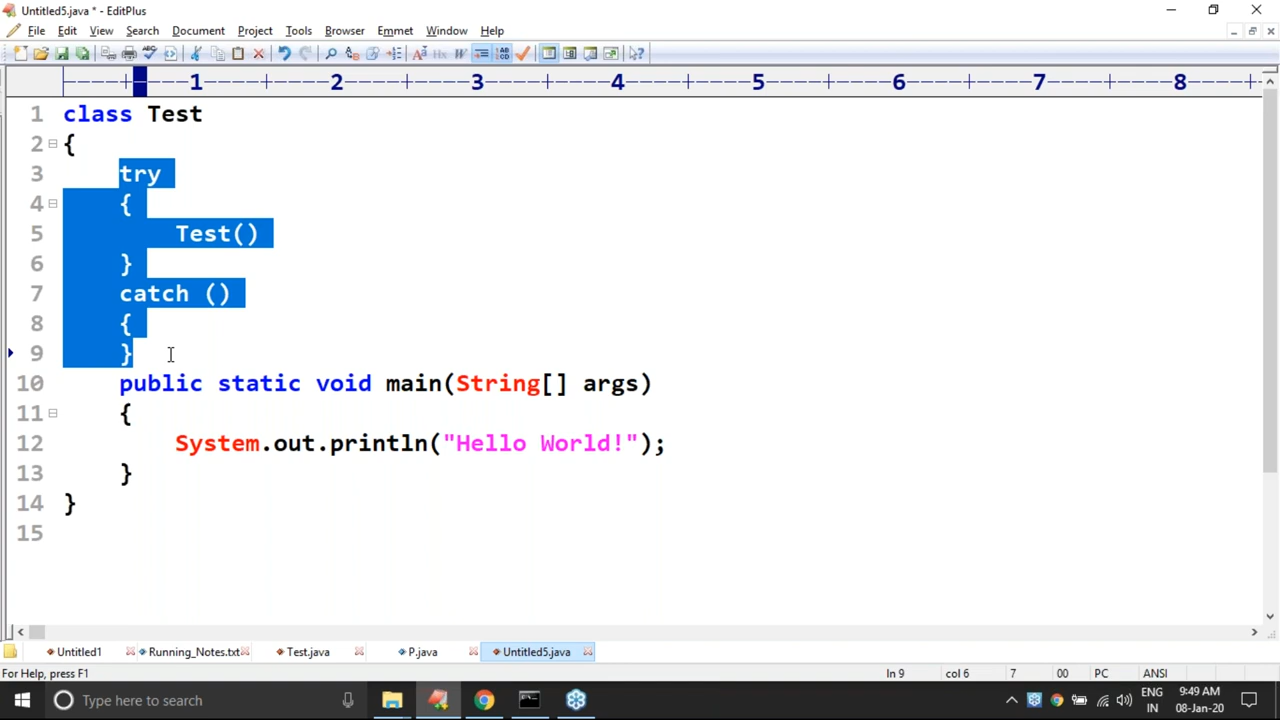 Untitled5.java * - EditPlus
File Edit View Search Document Project Tools Browser Emmet Window Help
1 2 3 4 5 6 7 8
1 class Test
2 {
3 try
4 {
5 Test()
6 }
7 catch ()
8 {
9 }
10 public static void main(String[] args)
11 {
12 System.out.println("Hello World!");
13 }
14 }
15
Untitled1 Running_Notes.txt Test.java P.java Untitled5.java
For Help, press F1 ln 9 col 6 7 00 PC ANSI
Type here to search ENG 9:49 AM
IN 08-Jan-20